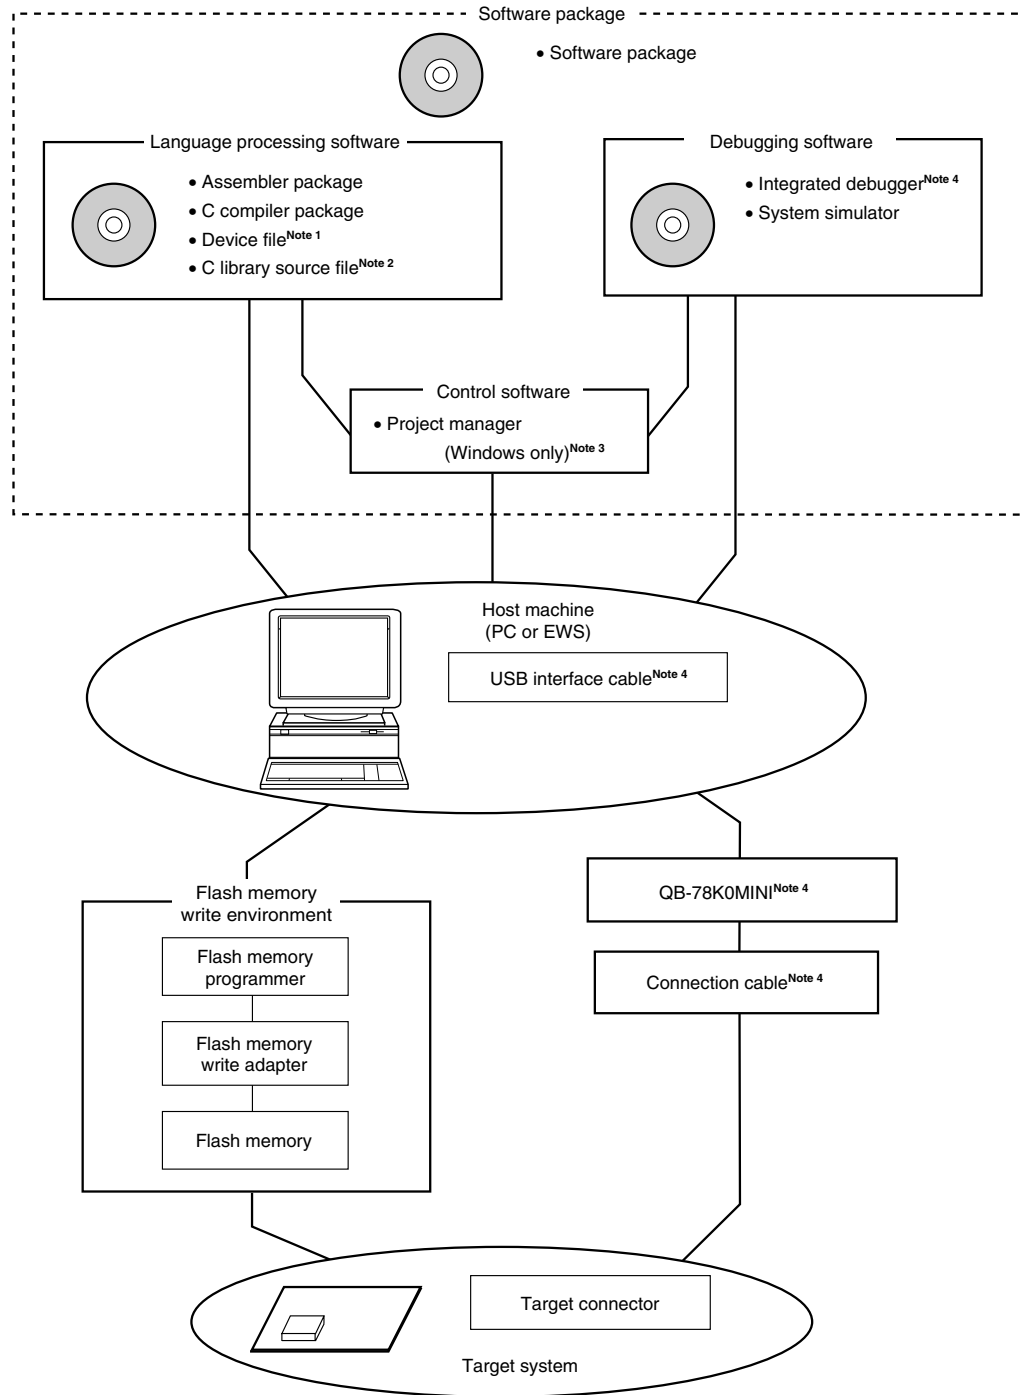 Software package
• Software package
Language processing software
• Assembler package
• C compiler package
• Device file Note 1
• C library source file Note 2
Debugging software
• Integrated debugger Note 4
• System simulator
Control software
• Project manager
(Windows only) Note 3
Host machine
(PC or EWS)
USB interface cable Note 4
Flash memory
write environment
Flash memory
programmer
Flash memory
write adapter
Flash memory
QB-78K0MINI Note 4
Connection cable Note 4
Target connector
Target system